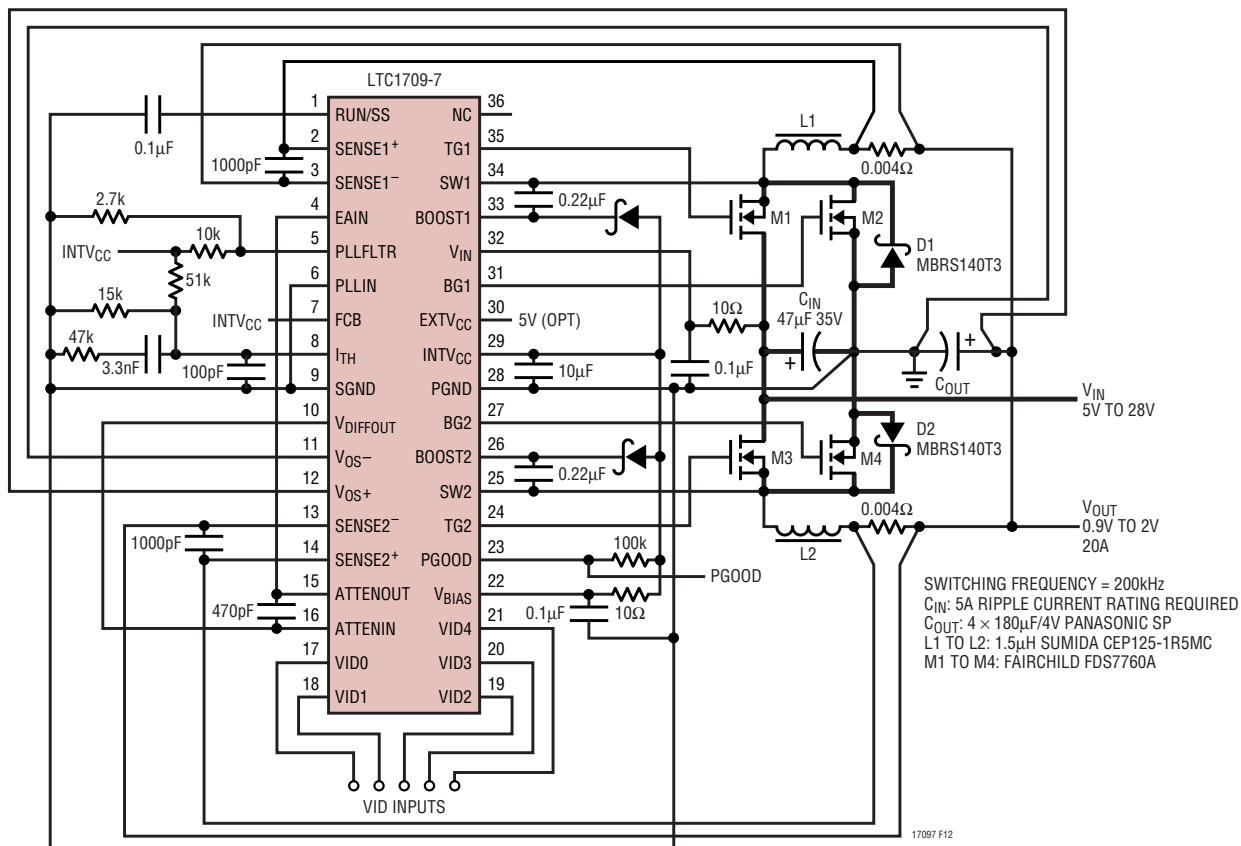 LTC1709-7
1 RUN/SS
2 SENSE1+
3 SENSE1−
4 EAIN
5 PLLFLTR
6 PLLIN
7 FCB
8 ITH
9 SGND
10 VDIFFOUT
11 VOS−
12 VOS+
13 SENSE2−
14 SENSE2+
15 ATTENOUT
16 ATTENIN
17 VID0
18 VID1
NC 36
TG1 35
SW1 34
BOOST1 33
VIN 32
BG1 31
EXTVCC 30
INTVCC 29
PGND 28
BG2 27
BOOST2 26
SW2 25
TG2 24
PGOOD 23
VBIAS 22
VID4 21
VID3 20
VID2 19
0.1µF
1000pF
2.7k
10k
INTVCC
51k
15k
INTVCC
47k
3.3nF
100pF
1000pF
470pF
VID INPUTS
0.22µF
10Ω
5V (OPT)
10µF
0.1µF
0.22µF
100k
PGOOD
0.1µF
10Ω
L1
0.004Ω
M1
M2
D1
MBRS140T3
CIN
47µF 35V
+
+
COUT
VIN
5V TO 28V
M3
M4
D2
MBRS140T3
0.004Ω
L2
VOUT
0.9V TO 2V
20A
SWITCHING FREQUENCY = 200kHz
CIN: 5A RIPPLE CURRENT RATING REQUIRED
COUT: 4 × 180µF/4V PANASONIC SP
L1 TO L2: 1.5µH SUMIDA CEP125-1R5MC
M1 TO M4: FAIRCHILD FDS7760A
17097 F12